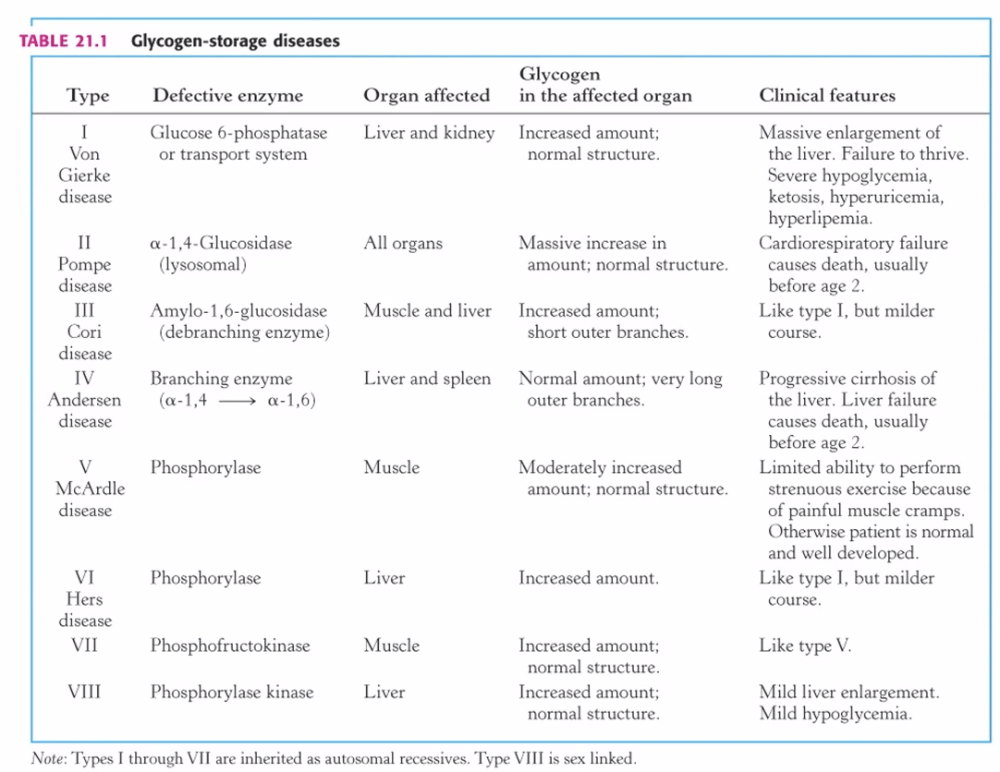 TABLE 21.1 Glycogen-storage diseases
Glycogen
Type Defective enzyme Organ affected in the affected organ Clinical features
I Glucose 6-phosphatase Liver and kidney Increased amount; Massive enlargement of
Von or transport system normal structure. the liver. Failure to thrive.
Gierke Severe hypoglycemia,
disease ketosis, hyperuricemia,
hyperlipemia.
II α-1,4-Glucosidase All organs Massive increase in Cardiorespiratory failure
Pompe (lysosomal) amount; normal structure. causes death, usually
disease before age 2.
III Amylo-1,6-glucosidase Muscle and liver Increased amount; Like type I, but milder
Cori (debranching enzyme) short outer branches. course.
disease
IV Branching enzyme Liver and spleen Normal amount; very long Progressive cirrhosis of
Andersen (α-1,4 ⟶ α-1,6) outer branches. the liver. Liver failure
disease causes death, usually
before age 2.
V Phosphorylase Muscle Moderately increased Limited ability to perform
McArdle amount; normal structure. strenuous exercise because
disease of painful muscle cramps.
Otherwise patient is normal
and well developed.
VI Phosphorylase Liver Increased amount. Like type I, but milder
Hers course.
disease
VII Phosphofructokinase Muscle Increased amount; Like type V.
normal structure.
VIII Phosphorylase kinase Liver Increased amount; Mild liver enlargement.
normal structure. Mild hypoglycemia.
Note: Types I through VII are inherited as autosomal recessives. Type VIII is sex linked.